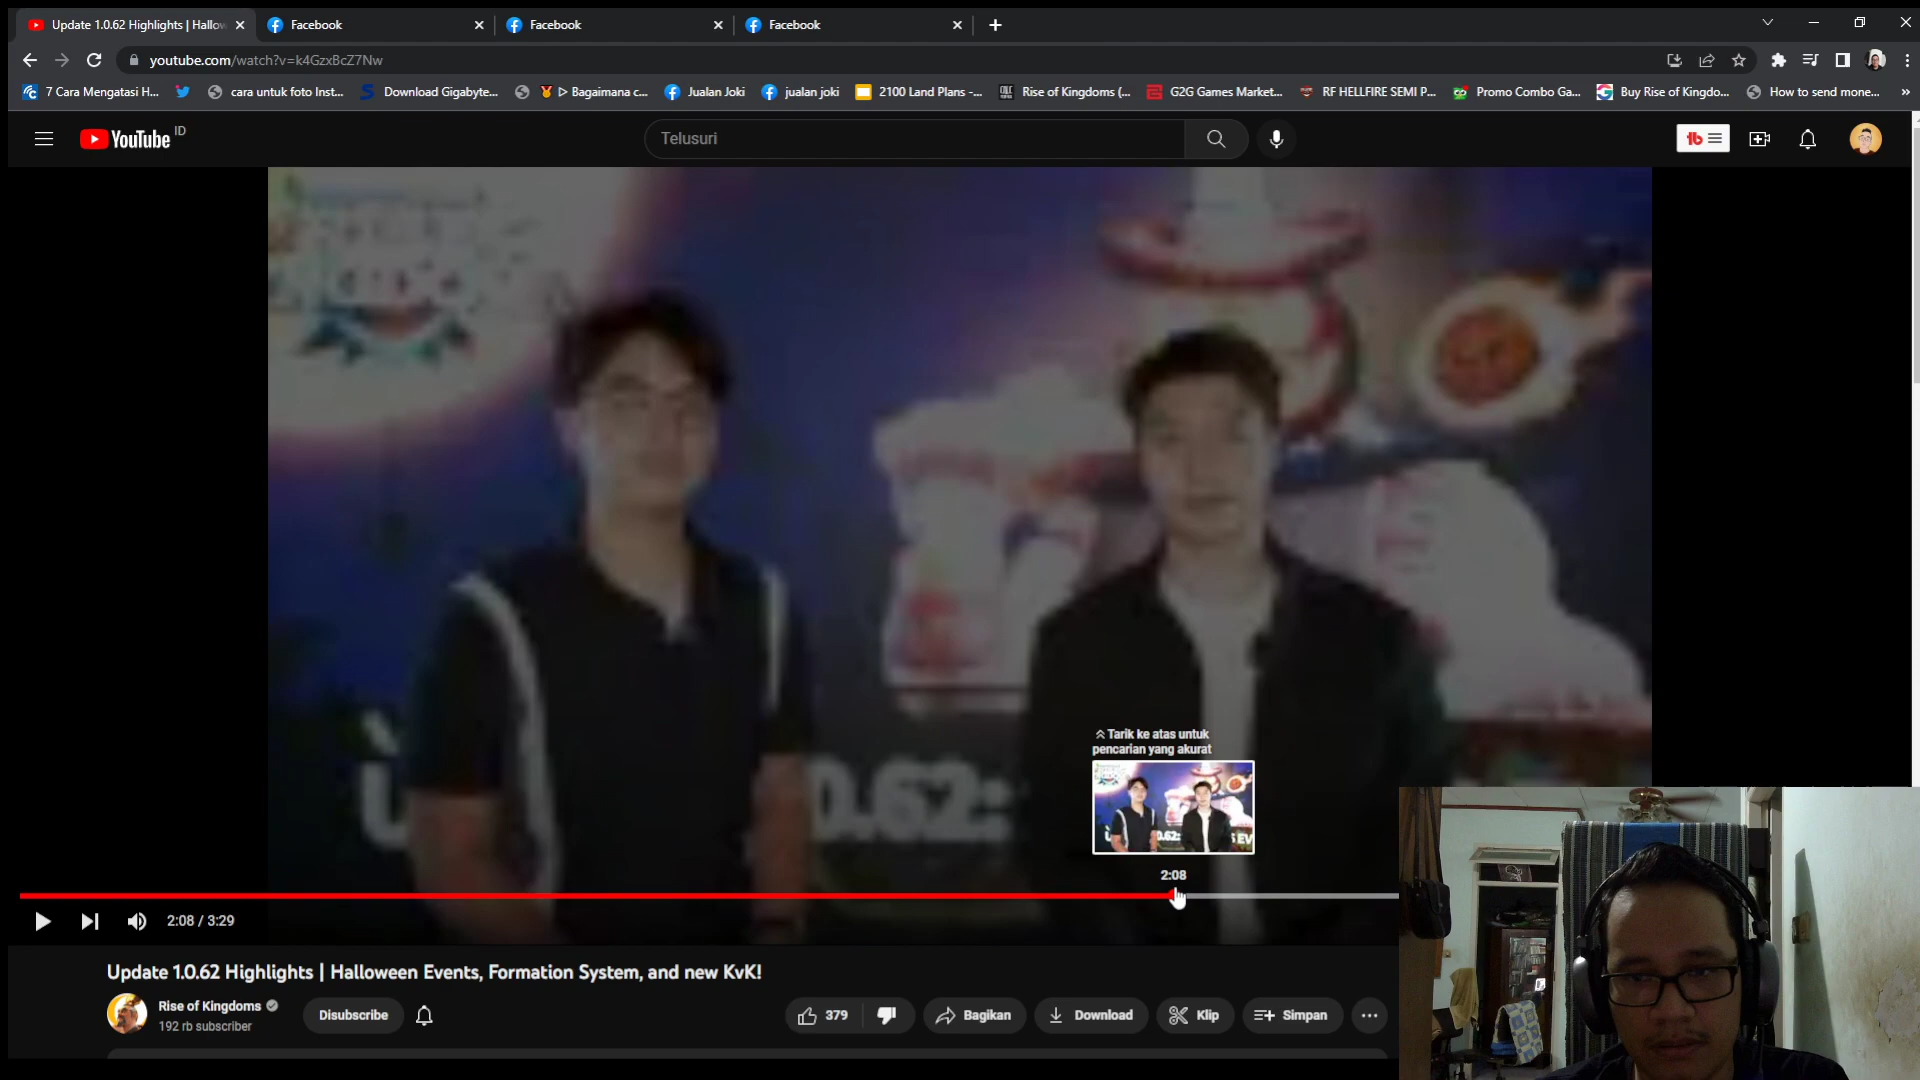 Update 1.0.62 Highlights | Hallow
Facebook
Facebook
Facebook
youtube.com/watch?v=k4GzxBcZ7Nw
7 Cara Mengatasi H...
cara untuk foto Inst...
Download Gigabyte...
ᐅ Bagaimana c...
Jualan Joki
jualan joki
2100 Land Plans -...
Rise of Kingdoms (...
G2G Games Market...
RF HELLFIRE SEMI P...
Promo Combo Ga...
Buy Rise of Kingdo...
How to send mone...
YouTube ID
Telusuri
0.62:
Tarik ke atas untuk
pencarian yang akurat
2:08
2:08 / 3:29
Update 1.0.62 Highlights | Halloween Events, Formation System, and new KvK!
Rise of Kingdoms
192 rb subscriber
Disubscribe
379
Bagikan
Download
Klip
Simpan